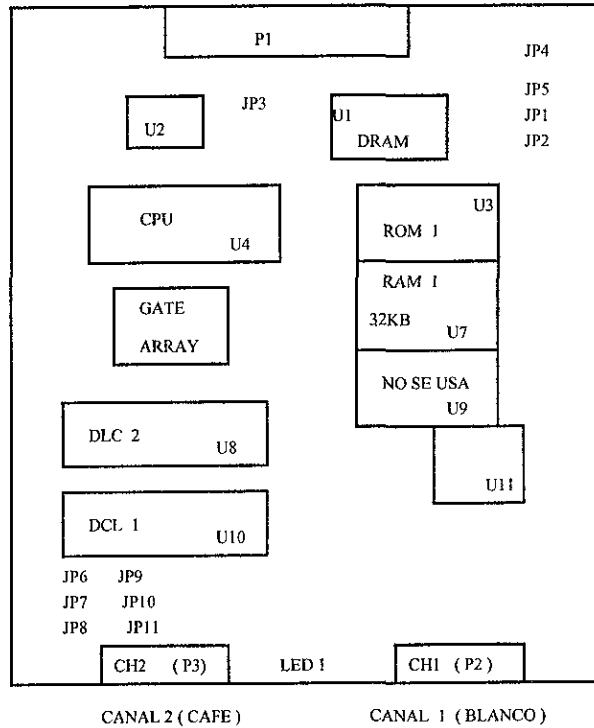 P1
JP4
JP5
JP3
U1
JP1
U2
DRAM
JP2
CPU
U4
U3
ROM 1
RAM 1
32KB
U7
GATE
ARRAY
NO SE USA
U9
DLC 2
U8
U11
DCL 1
U10
JP6 JP9
JP7 JP10
JP8 JP11
CH2 ( P3 )
LED 1
CH1 ( P2 )
CANAL 2 ( CAFE )
CANAL 1 ( BLANCO )